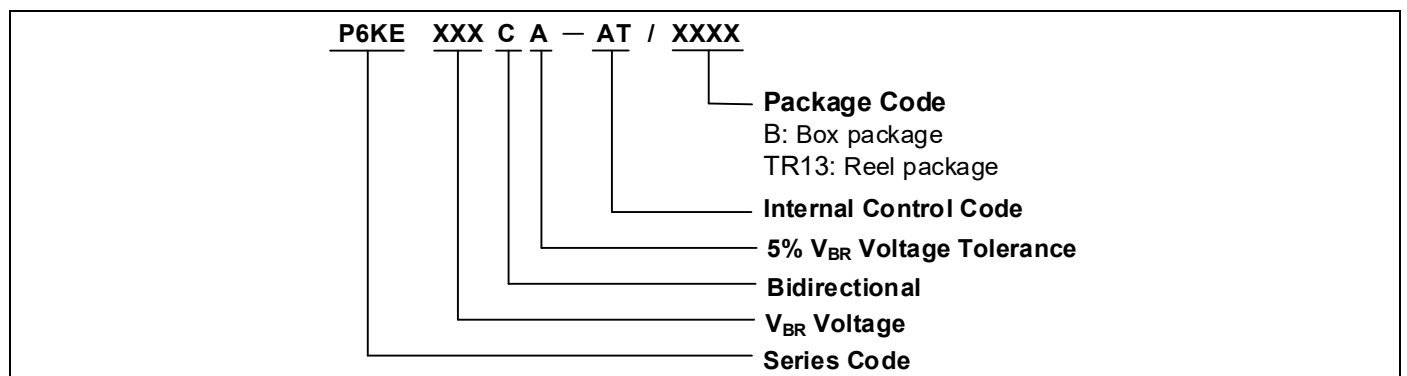 P6KE XXX C A — AT / XXXX
Package Code
B: Box package
TR13: Reel package
Internal Control Code
5% VBR Voltage Tolerance
Bidirectional
VBR Voltage
Series Code